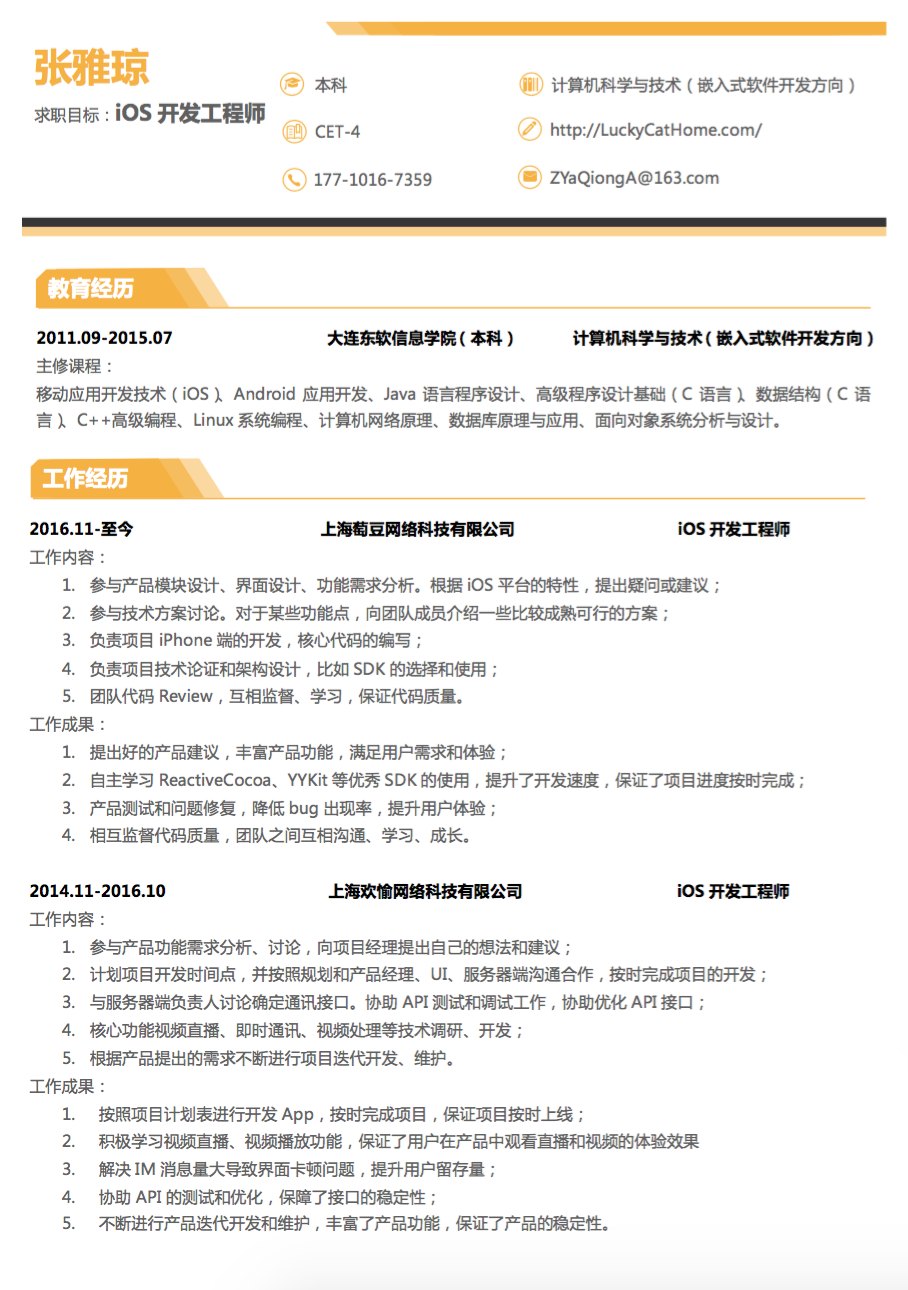 张雅琼
求职目标：iOS 开发工程师
本科
计算机科学与技术（嵌入式软件开发方向）
CET-4
http://LuckyCatHome.com/
177-1016-7359
ZYaQiongA@163.com
教育经历
2011.09-2015.07 大连东软信息学院（本科） 计算机科学与技术（嵌入式软件开发方向）
主修课程：
移动应用开发技术（iOS）、Android 应用开发、Java 语言程序设计、高级程序设计基础（C 语言）、数据结构（C 语
言）、C++高级编程、Linux 系统编程、计算机网络原理、数据库原理与应用、面向对象系统分析与设计。
工作经历
2016.11-至今 上海萄豆网络科技有限公司 iOS 开发工程师
工作内容：
1. 参与产品模块设计、界面设计、功能需求分析。根据 iOS 平台的特性，提出疑问或建议；
2. 参与技术方案讨论。对于某些功能点，向团队成员介绍一些比较成熟可行的方案；
3. 负责项目 iPhone 端的开发，核心代码的编写；
4. 负责项目技术论证和架构设计，比如 SDK 的选择和使用；
5. 团队代码 Review，互相监督、学习，保证代码质量。
工作成果：
1. 提出好的产品建议，丰富产品功能，满足用户需求和体验；
2. 自主学习 ReactiveCocoa、YYKit 等优秀 SDK 的使用，提升了开发速度，保证了项目进度按时完成；
3. 产品测试和问题修复，降低 bug 出现率，提升用户体验；
4. 相互监督代码质量，团队之间互相沟通、学习、成长。
2014.11-2016.10 上海欢愉网络科技有限公司 iOS 开发工程师
工作内容：
1. 参与产品功能需求分析、讨论，向项目经理提出自己的想法和建议；
2. 计划项目开发时间点，并按照规划和产品经理、UI、服务器端沟通合作，按时完成项目的开发；
3. 与服务器端负责人讨论确定通讯接口。协助 API 测试和调试工作，协助优化 API 接口；
4. 核心功能视频直播、即时通讯、视频处理等技术调研、开发；
5. 根据产品提出的需求不断进行项目迭代开发、维护。
工作成果：
1. 按照项目计划表进行开发 App，按时完成项目，保证项目按时上线；
2. 积极学习视频直播、视频播放功能，保证了用户在产品中观看直播和视频的体验效果
3. 解决 IM 消息量大导致界面卡顿问题，提升用户留存量；
4. 协助 API 的测试和优化，保障了接口的稳定性；
5. 不断进行产品迭代开发和维护，丰富了产品功能，保证了产品的稳定性。